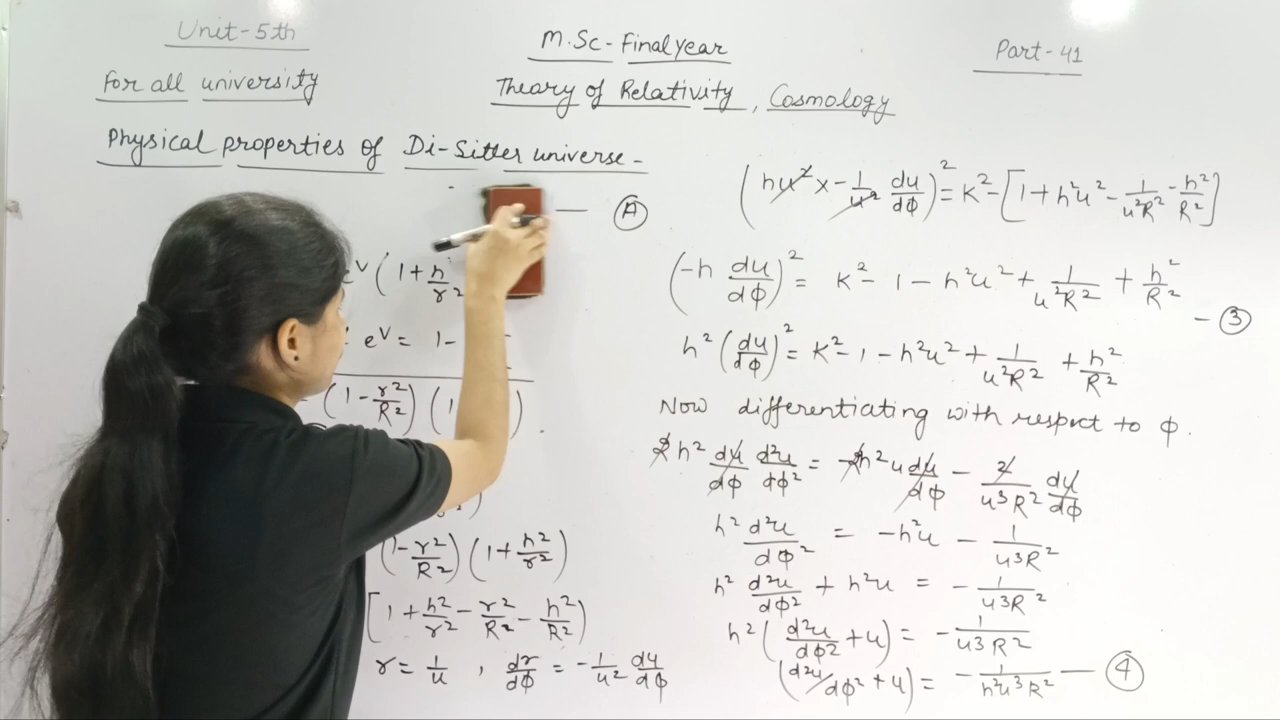 Unit-5th
M.Sc-Final year
Part-41
For all university
Theory of Relativity, Cosmology
Physical properties of Di-Sitter universe-
— (A)
e^V (1+h/r²
e^V = 1-
(1-r²/R²) (1 )
(1-r²/R²)(1+h²/r²)
[1+h²/r²-r²/R²-h²/R²)
r=1/u , dr/dϕ = -1/u² du/dϕ
(hu² x -1/u² du/dϕ)² = K²-[1+h²u²-1/u²R²-h²/R²]
(-h du/dϕ)² = K²-1-h²u²+1/u²R²+h²/R² - (3)
h²(du/dϕ)² = K²-1-h²u²+1/u²R²+h²/R²
Now differentiating with respect to ϕ.
2h² du/dϕ d²u/dϕ² = -2h²u du/dϕ - 2/u³R² du/dϕ
h² d²u/dϕ² = -h²u - 1/u³R²
h² d²u/dϕ² + h²u = -1/u³R²
h²(d²u/dϕ²+u) = -1/u³R²
(d²u/dϕ²+u) = -1/h²u³R² — (4)